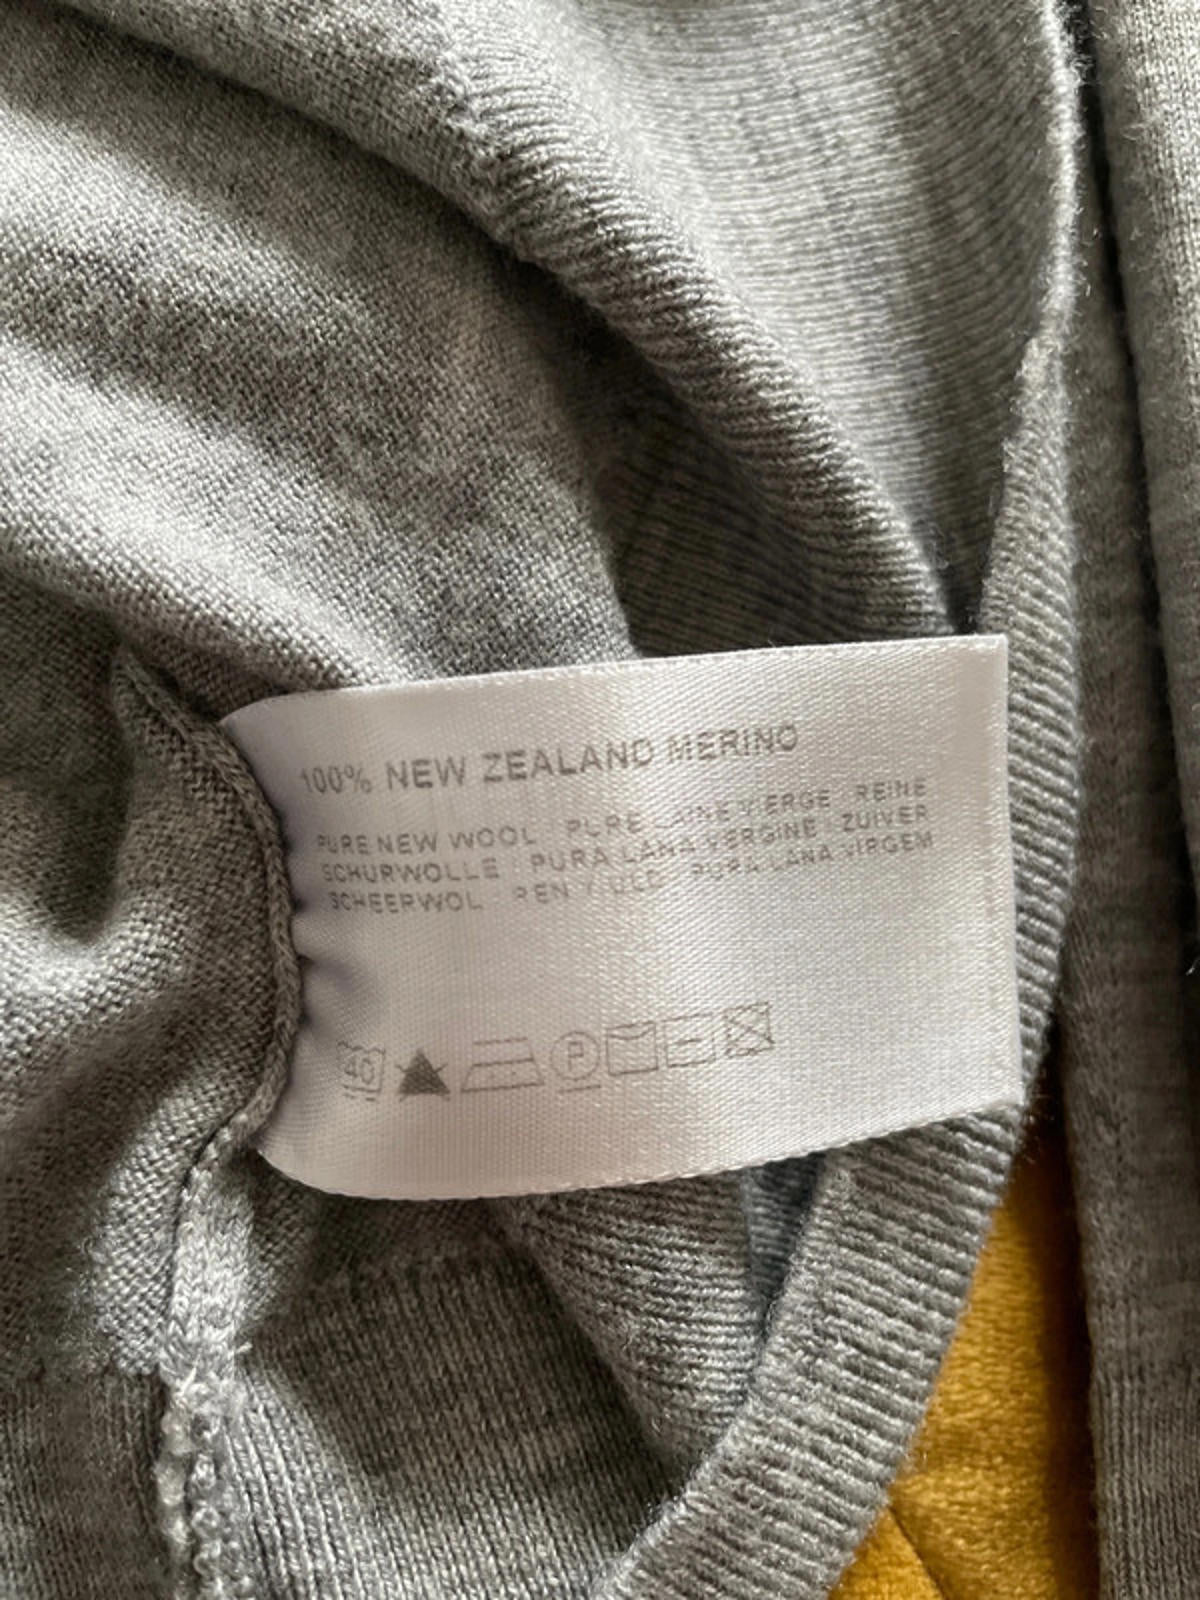 100% NEW ZEALAND MERINO
PURE NEW WOOL PURE LAINE VIERGE REINE
SCHURWOLLE PURA LANA VERGINE ZUIVER
SCHEERWOL REN PURA LANA VIRGEM
40
P